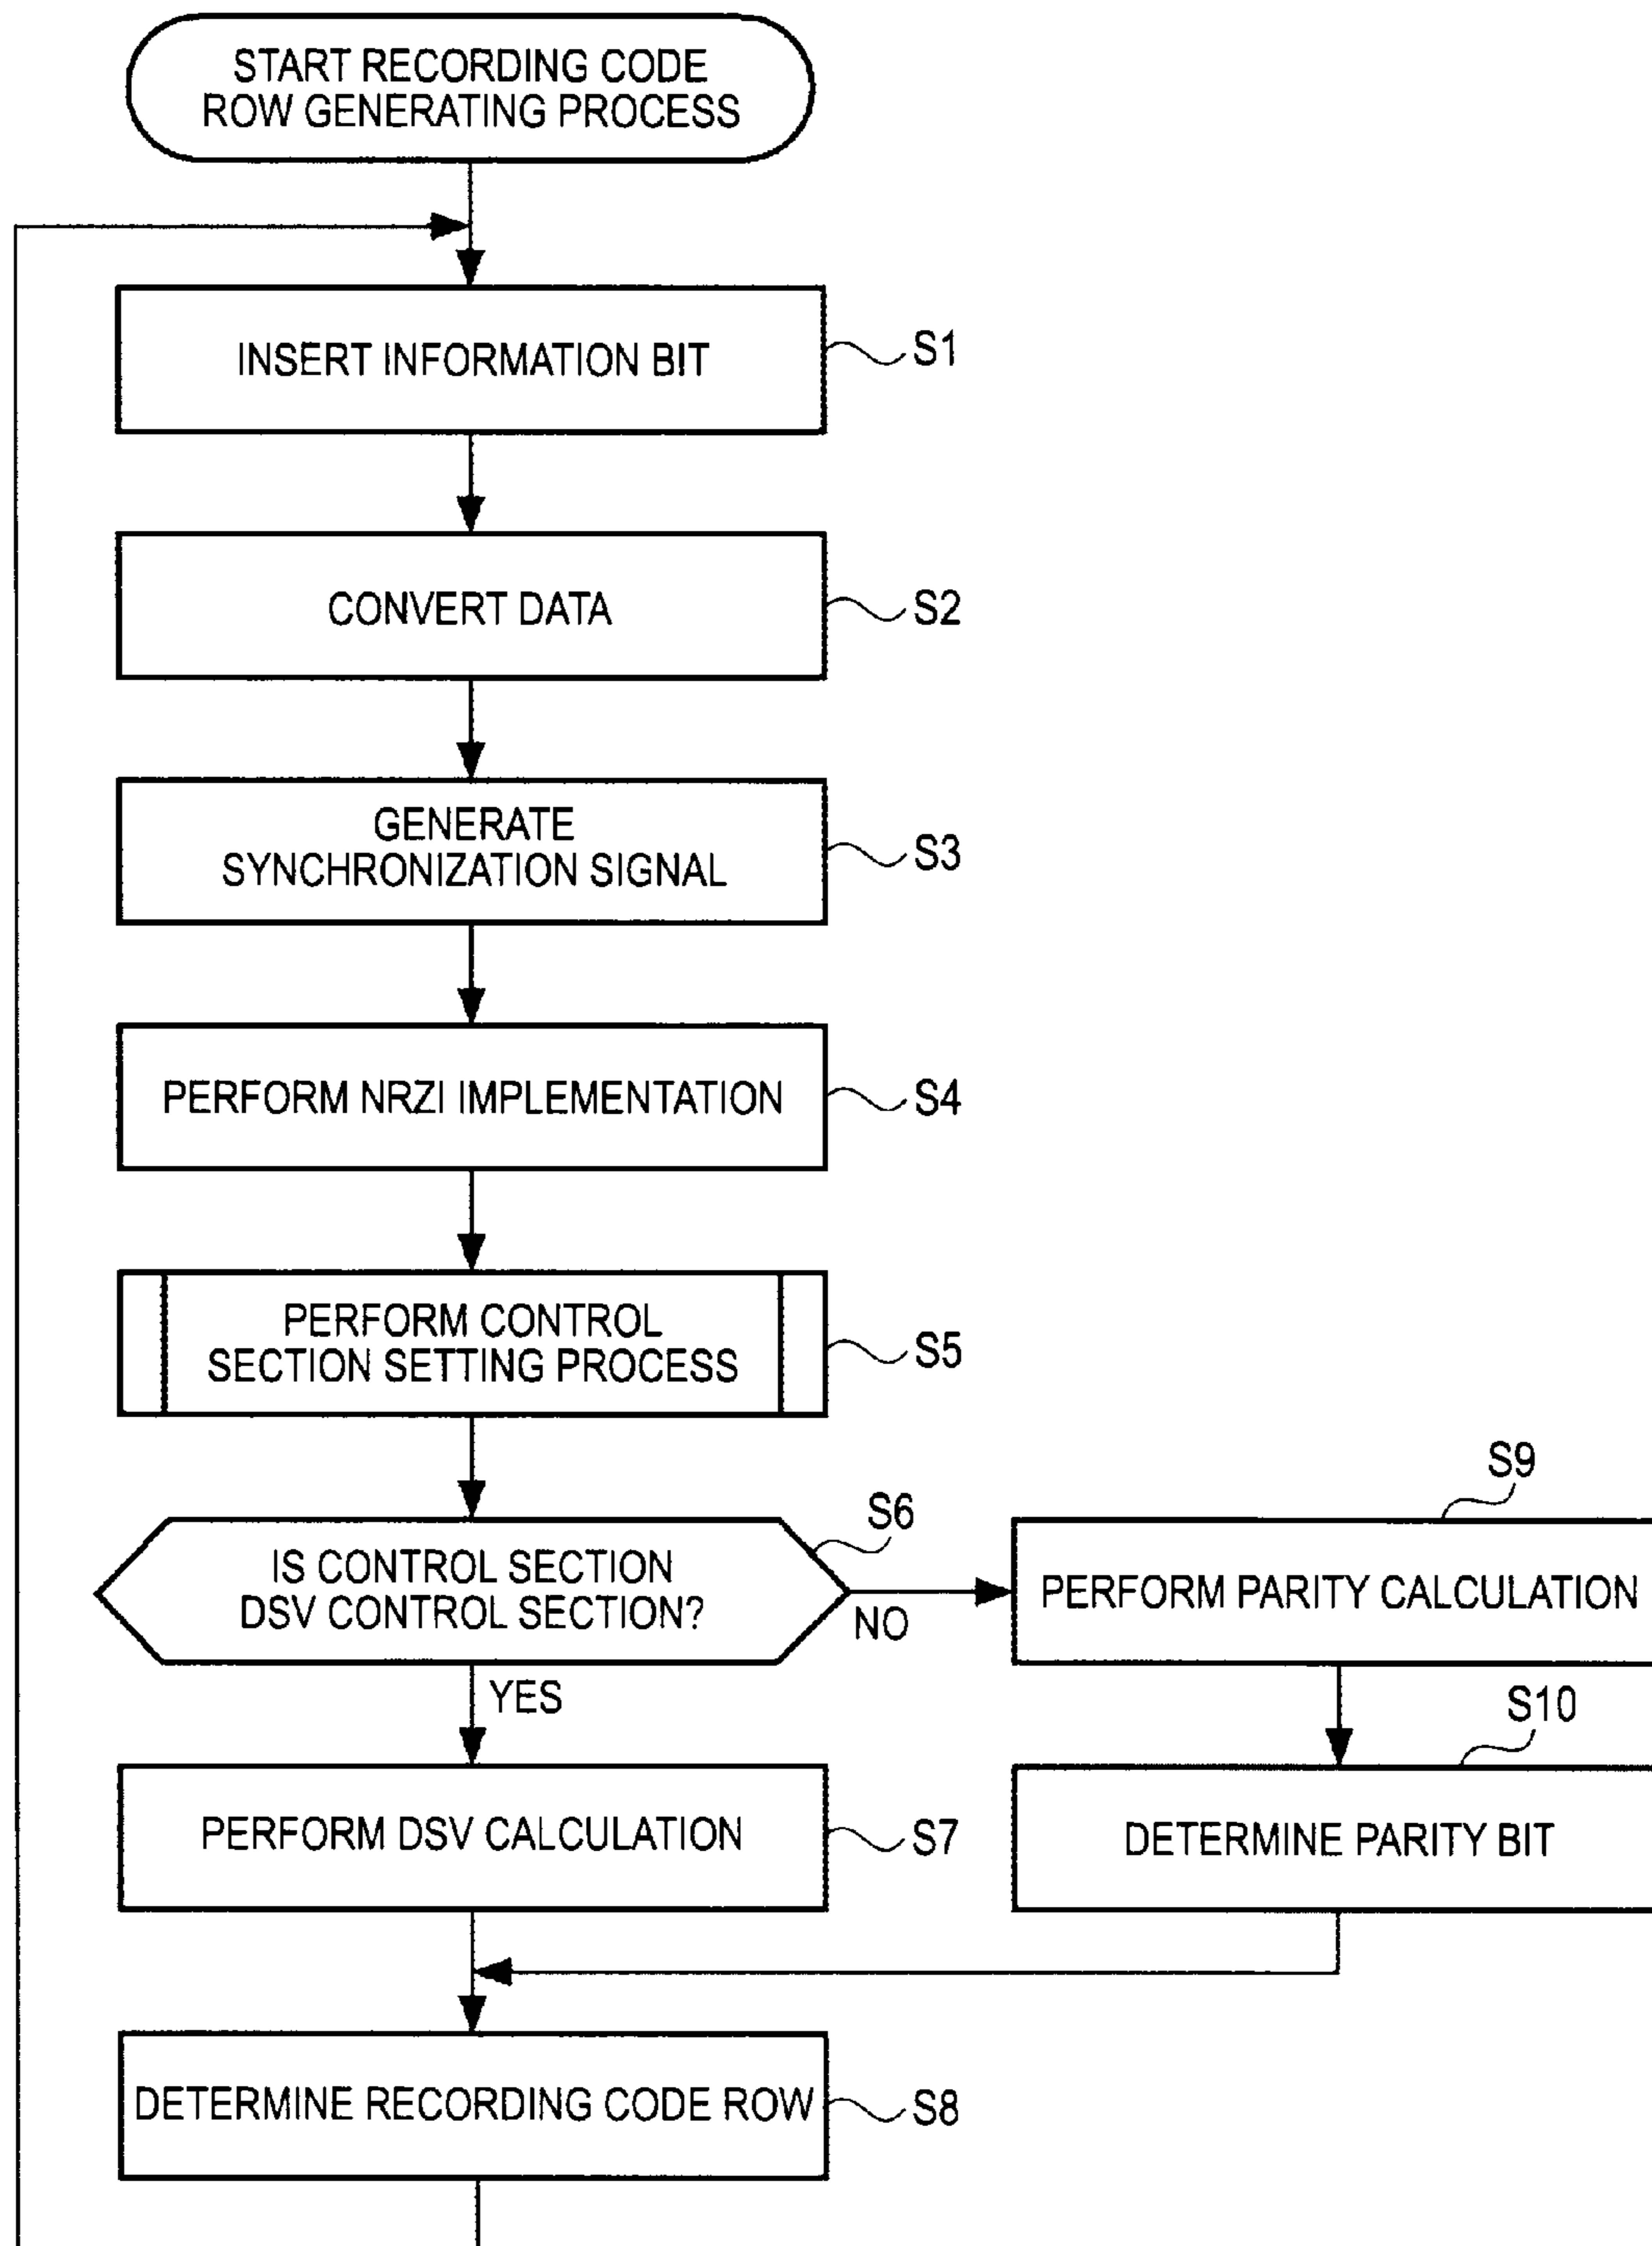 START RECORDING CODE
ROW GENERATING PROCESS
INSERT INFORMATION BIT
S1
CONVERT DATA
S2
GENERATE
SYNCHRONIZATION SIGNAL
S3
PERFORM NRZI IMPLEMENTATION
S4
PERFORM CONTROL
SECTION SETTING PROCESS
S5
IS CONTROL SECTION
DSV CONTROL SECTION?
S6
NO
YES
S9
PERFORM PARITY CALCULATION
S10
DETERMINE PARITY BIT
PERFORM DSV CALCULATION
S7
DETERMINE RECORDING CODE ROW
S8